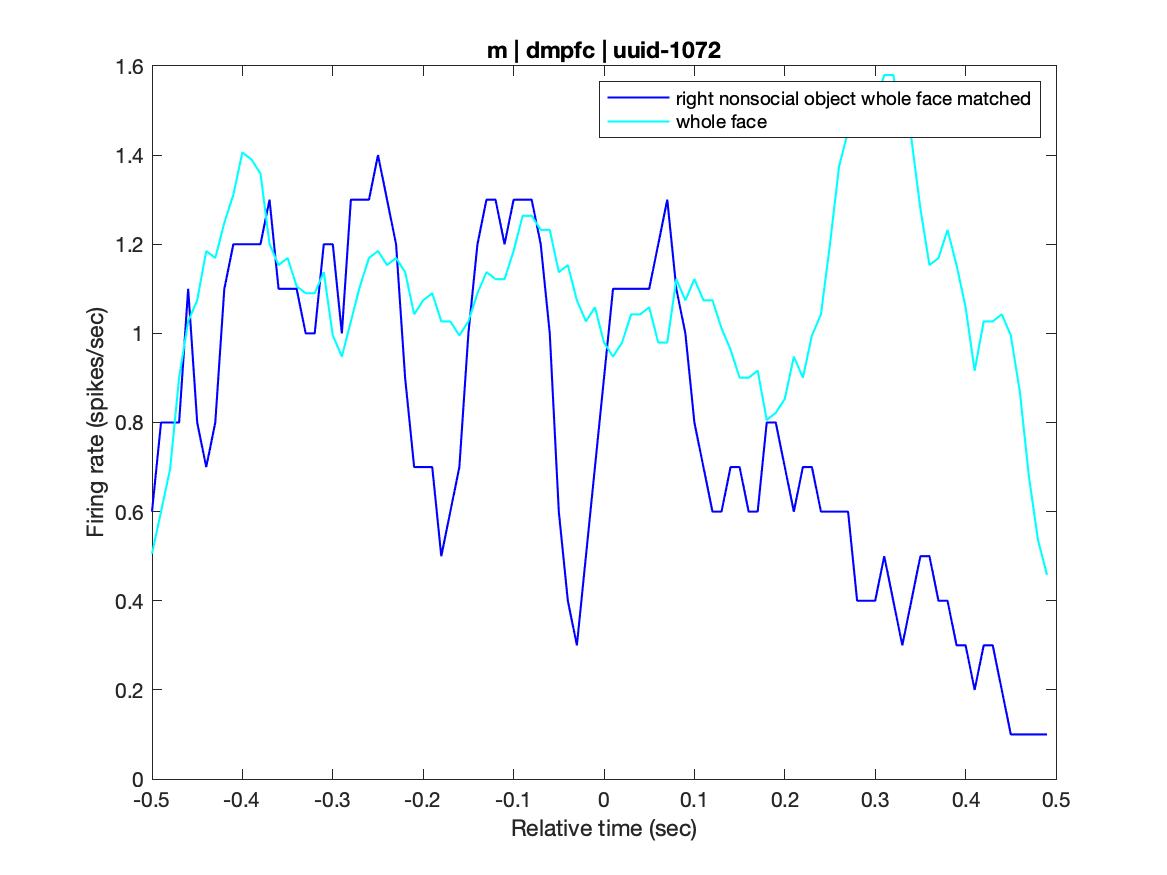 m | dmpfc | uuid-1072
right nonsocial object whole face matched
whole face
Firing rate (spikes/sec)
1.6
1.4
1.2
1
0.8
0.6
0.4
0.2
0
-0.5 -0.4 -0.3 -0.2 -0.1 0 0.1 0.2 0.3 0.4 0.5
Relative time (sec)